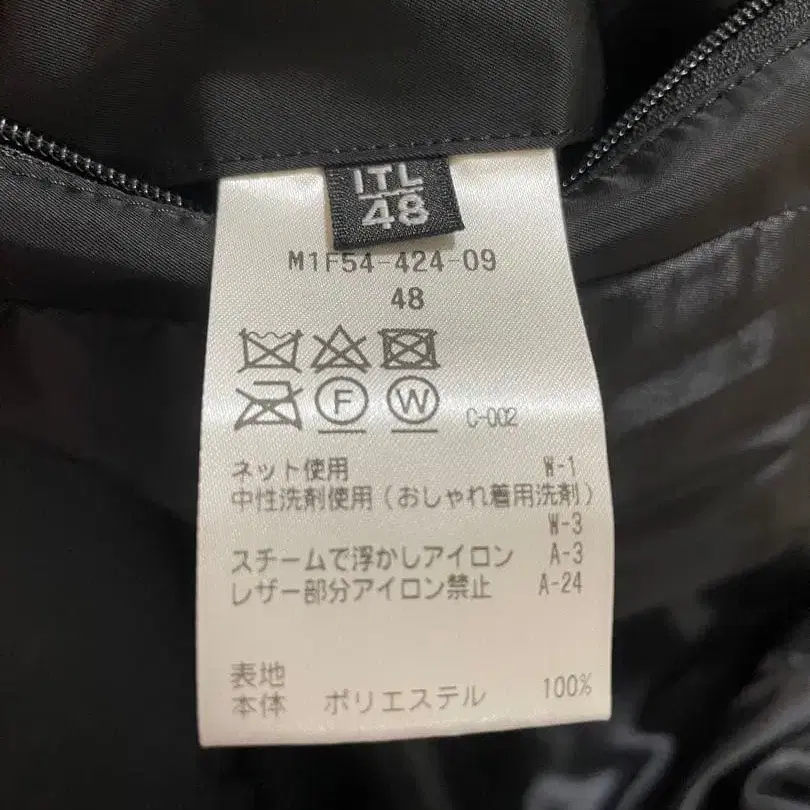 ITL
48
M1F54-424-09
48
F W C-002
ネット使用 W-1
中性洗剤使用（おしゃれ着用洗剤）
W-3
スチームで浮かしアイロン A-3
レザー部分アイロン禁止 A-24
表地
本体 ポリエステル 100%